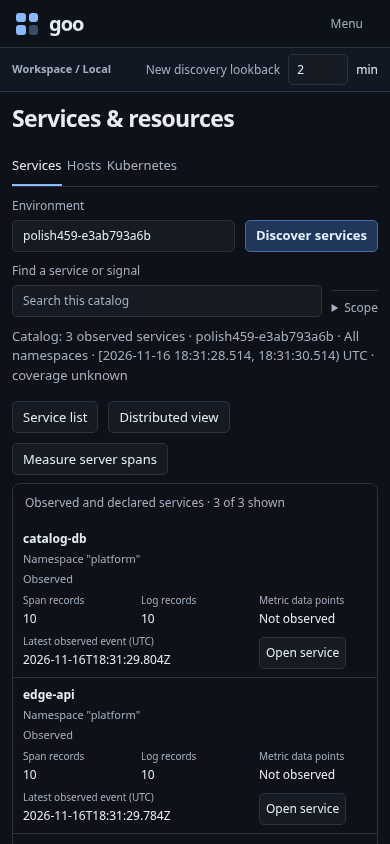 goo
Menu
Workspace / Local
New discovery lookback
2
min
Services & resources
Services Hosts Kubernetes
Environment
polish459-e3ab793a6b
Discover services
Find a service or signal
Search this catalog
Scope
Catalog: 3 observed services · polish459-e3ab793a6b · All
namespaces · [2026-11-16 18:31:28.514, 18:31:30.514) UTC ·
coverage unknown
Service list
Distributed view
Measure server spans
Observed and declared services · 3 of 3 shown
catalog-db
Namespace "platform"
Observed
Span records
Log records
Metric data points
10
10
Not observed
Latest observed event (UTC)
2026-11-16T18:31:29.804Z
Open service
edge-api
Namespace "platform"
Observed
Span records
Log records
Metric data points
10
10
Not observed
Latest observed event (UTC)
2026-11-16T18:31:29.784Z
Open service